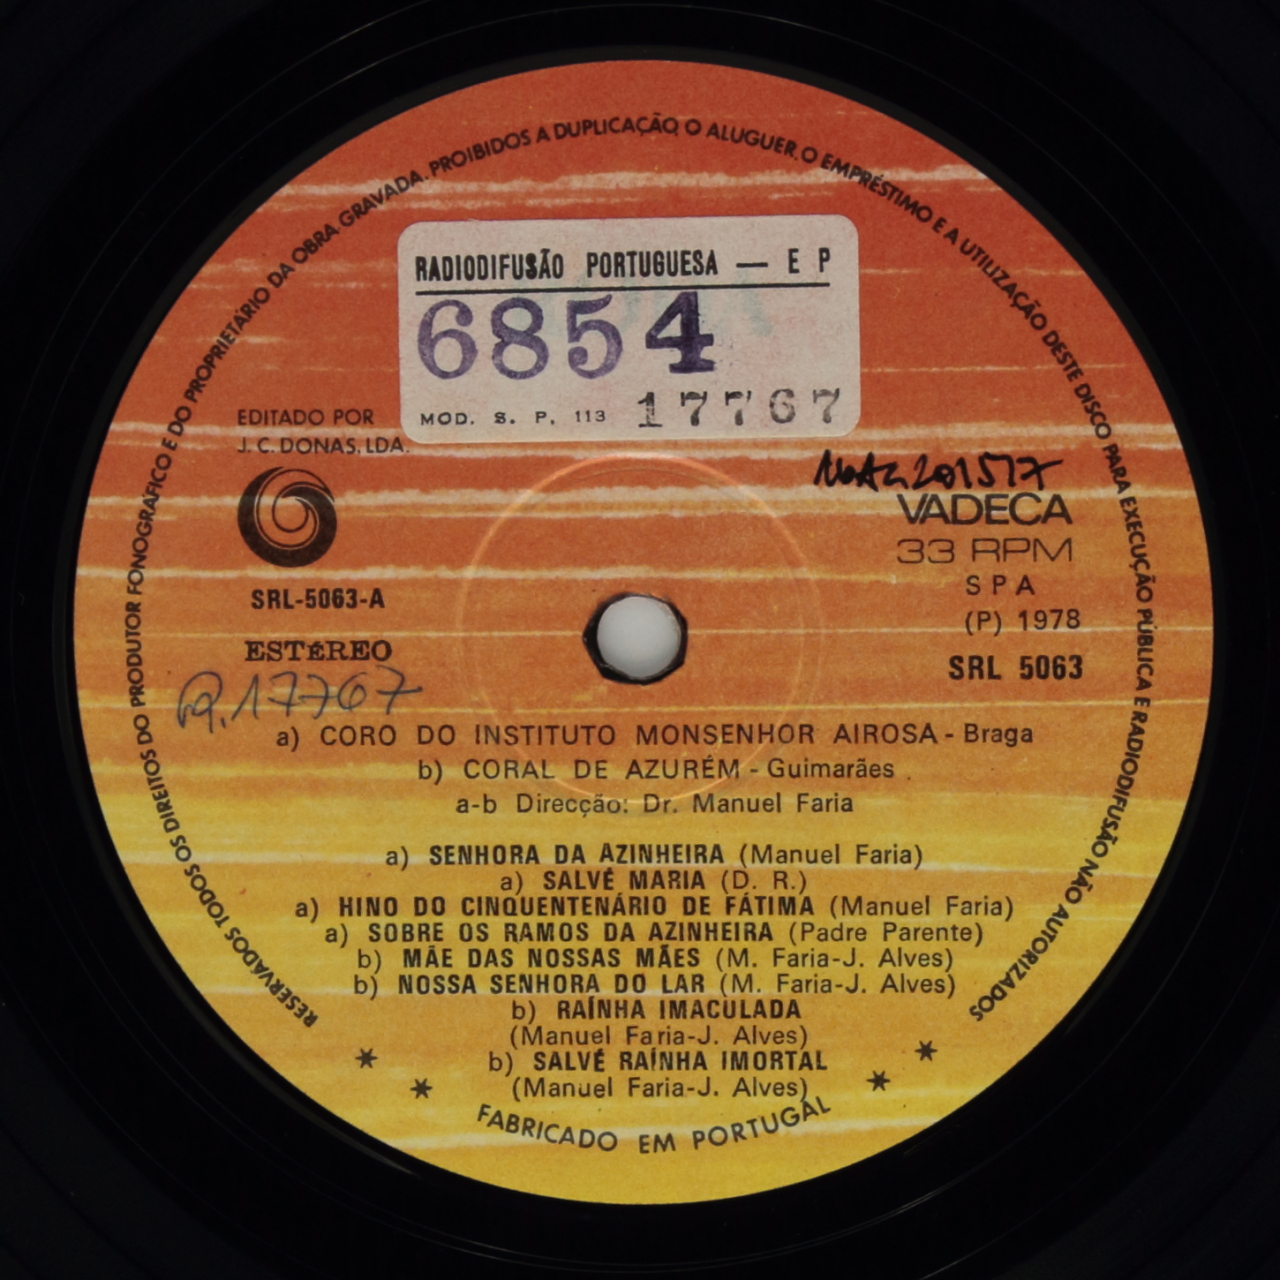 RESERVADOS TODOS OS DIREITOS DO PRODUTOR FONOGRÁFICO E DO PROPRIETÁRIO DA OBRA GRAVADA. PROIBIDOS A DUPLICAÇÃO, O ALUGUER, O EMPRÉSTIMO E A UTILIZAÇÃO DESTE DISCO PARA EXECUÇÃO PÚBLICA E RADIODIFUSÃO NÃO AUTORIZADOS
RADIODIFUSÃO PORTUGUESA — E P
6854
MOD. S. P. 113 17767
EDITADO POR
J. C. DONAS, LDA.
VADECA
33 RPM
SPA
(P) 1978
SRL 5063
SRL-5063-A
ESTÉREO
R.17767
a) CORO DO INSTITUTO MONSENHOR AIROSA - Braga
b) CORAL DE AZURÉM - Guimarães
a-b Direcção: Dr. Manuel Faria
a) SENHORA DA AZINHEIRA (Manuel Faria)
a) SALVÉ MARIA (D. R.)
a) HINO DO CINQUENTENÁRIO DE FÁTIMA (Manuel Faria)
a) SOBRE OS RAMOS DA AZINHEIRA (Padre Parente)
b) MÃE DAS NOSSAS MÃES (M. Faria-J. Alves)
b) NOSSA SENHORA DO LAR (M. Faria-J. Alves)
b) RAÍNHA IMACULADA
(Manuel Faria-J. Alves)
b) SALVÉ RAÍNHA IMORTAL
(Manuel Faria-J. Alves)
FABRICADO EM PORTUGAL